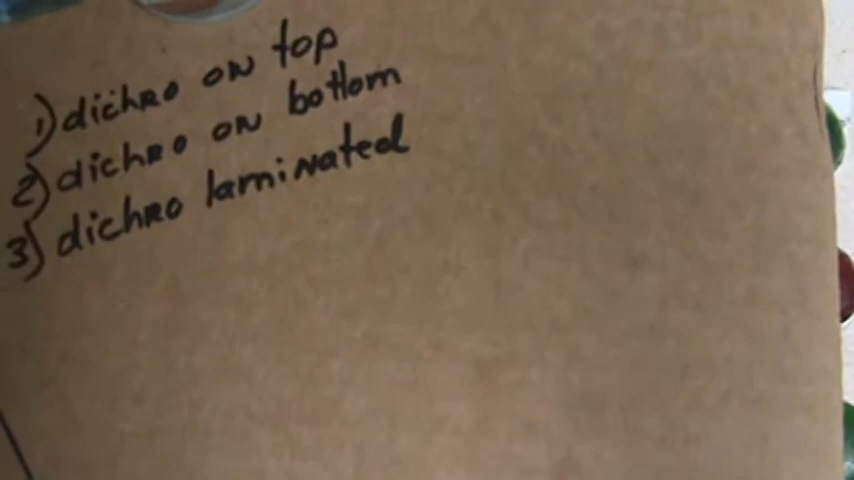 1) dichro on top
2) dichro on bottom
3) dichro laminated